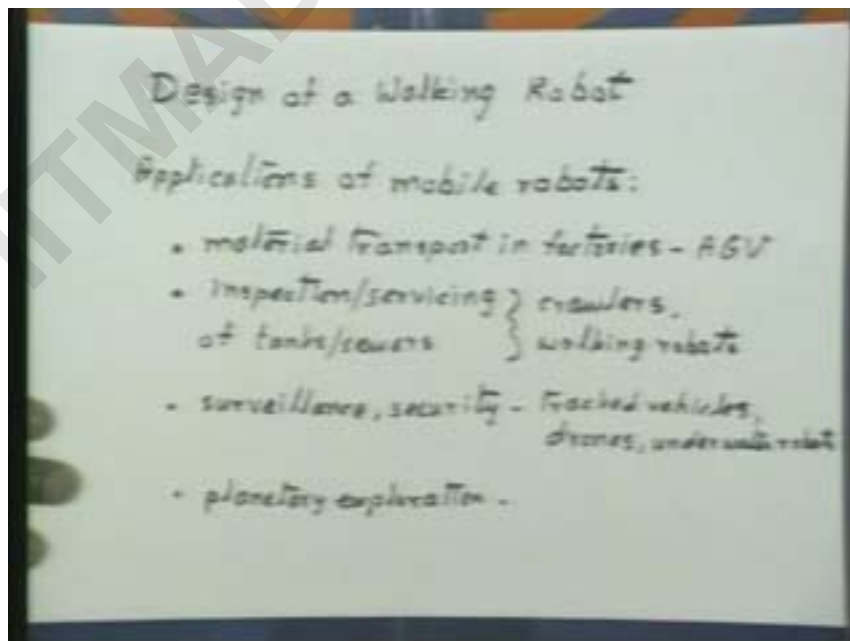 Design of a Walking Robot
Applications of mobile robots:
• material transport in factories - AGV
• inspection/servicing } crawlers,
of tanks/sewers } walking robots
• surveillance, security - tracked vehicles,
drones, underwater robot
• planetary exploration.